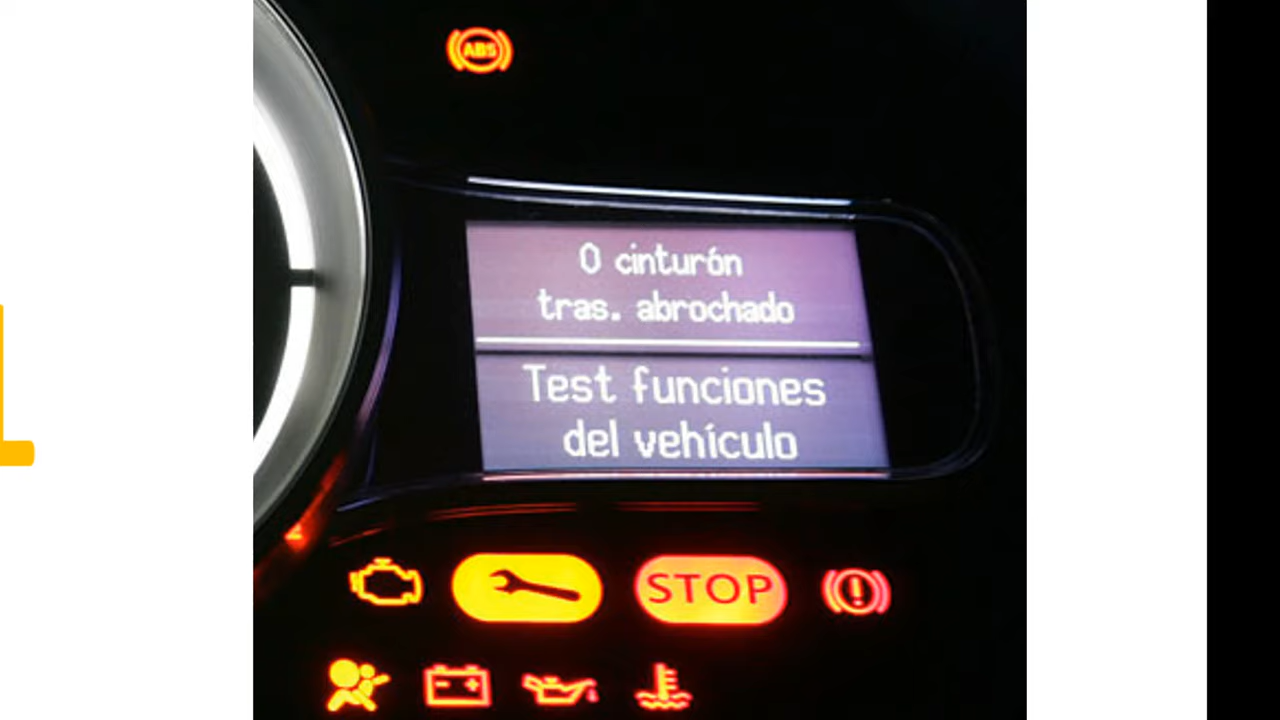 ABS
0 cinturón
tras. abrochado
Test funciones
del vehículo
STOP